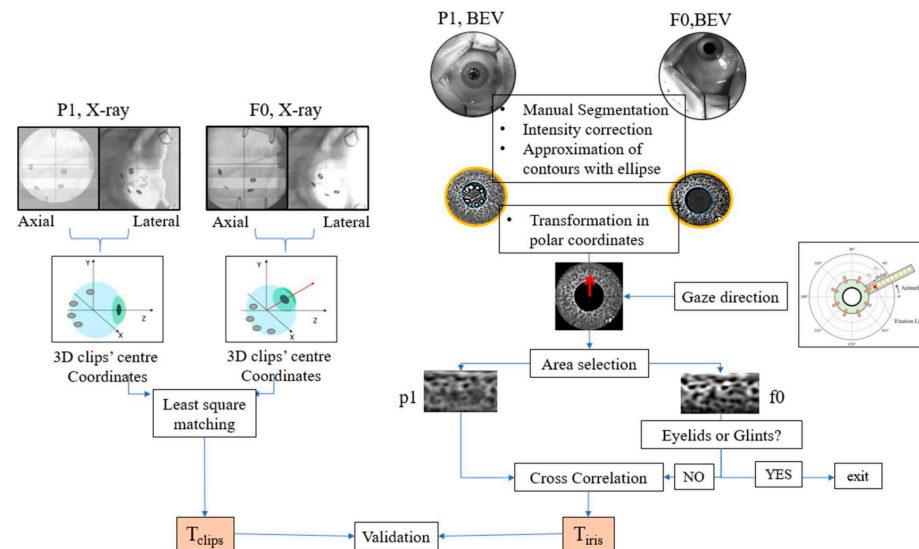 P1, BEV
F0,BEV
• Manual Segmentation
• Intensity correction
• Approximation of
contours with ellipse
P1, X-ray
F0, X-ray
Axial
Lateral
Axial
Lateral
• Transformation in
polar coordinates
Y
Z
X
Y
Z
X
Gaze direction
3D clips' centre
Coordinates
3D clips' centre
Coordinates
Area selection
p1
f0
Least square
matching
Eyelids or Glints?
Cross Correlation
NO
YES
exit
Tclips
Validation
Tiris